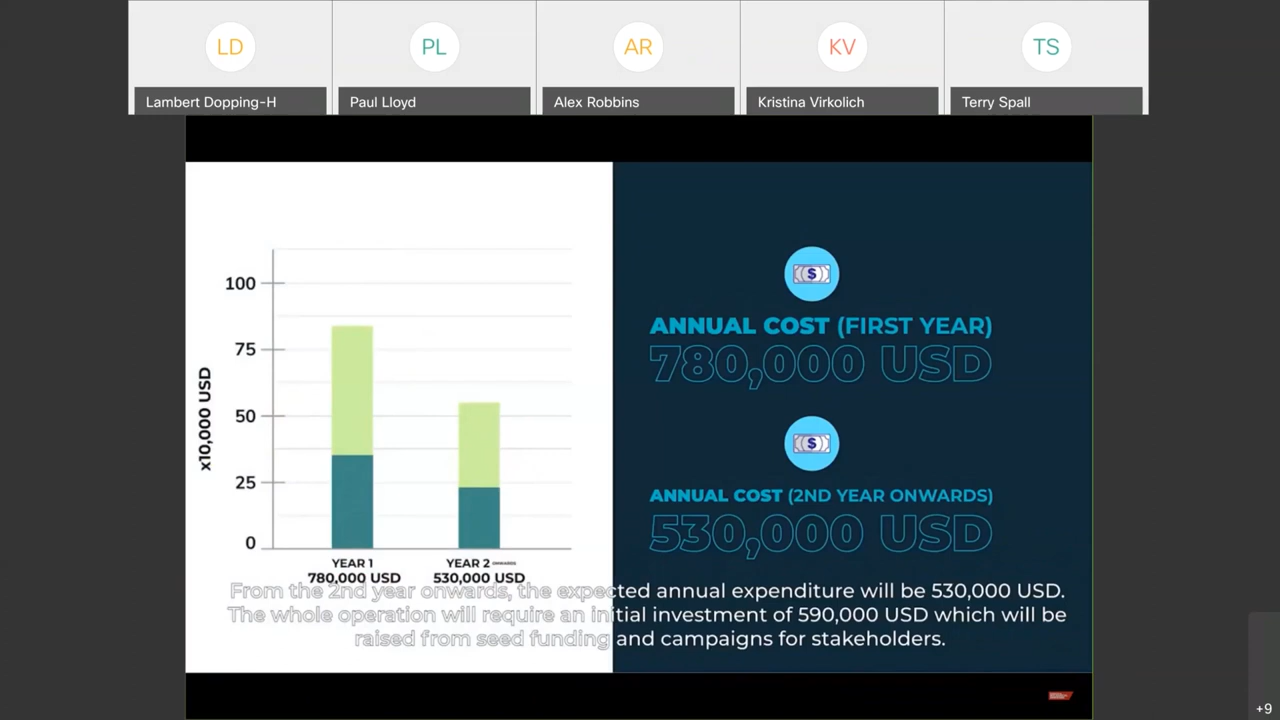 LD
PL
AR
KV
TS
Lambert Dopping-H
Paul Lloyd
Alex Robbins
Kristina Virkolich
Terry Spall
100
75
50
25
0
x10,000 USD
YEAR 1
780,000 USD
YEAR 2 ONWARDS
530,000 USD
$
ANNUAL COST (FIRST YEAR)
780,000 USD
$
ANNUAL COST (2ND YEAR ONWARDS)
530,000 USD
From the 2nd year onwards, the expected annual expenditure will be 530,000 USD.
The whole operation will require an initial investment of 590,000 USD which will be
raised from seed funding and campaigns for stakeholders.
+9